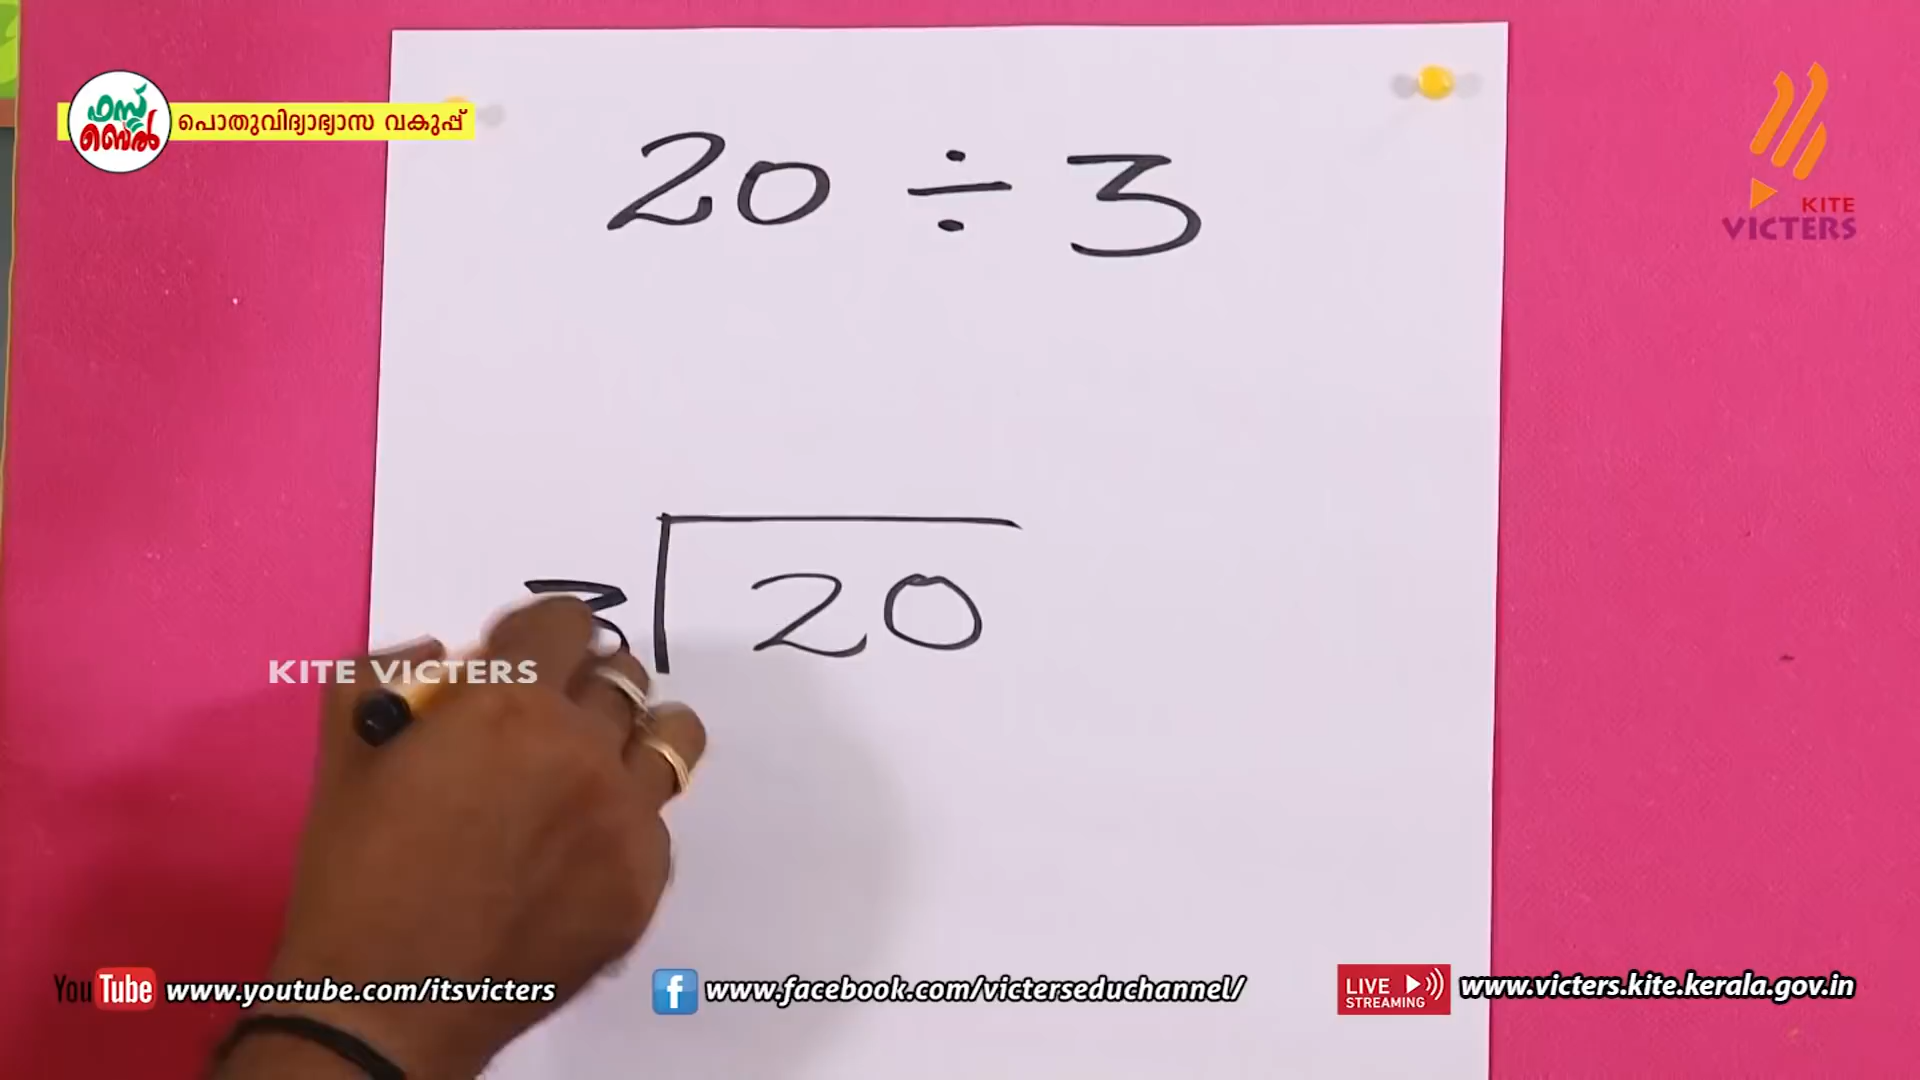 ഫസ്റ്റ്
ബെൽ
പൊതുവിദ്യാഭ്യാസ വകുപ്പ്
KITE
VICTERS
20 ÷ 3
3 20
KITE VICTERS
YouTube www.youtube.com/itsvicters
f www.facebook.com/victerseduchannel/
LIVE STREAMING www.victers.kite.kerala.gov.in